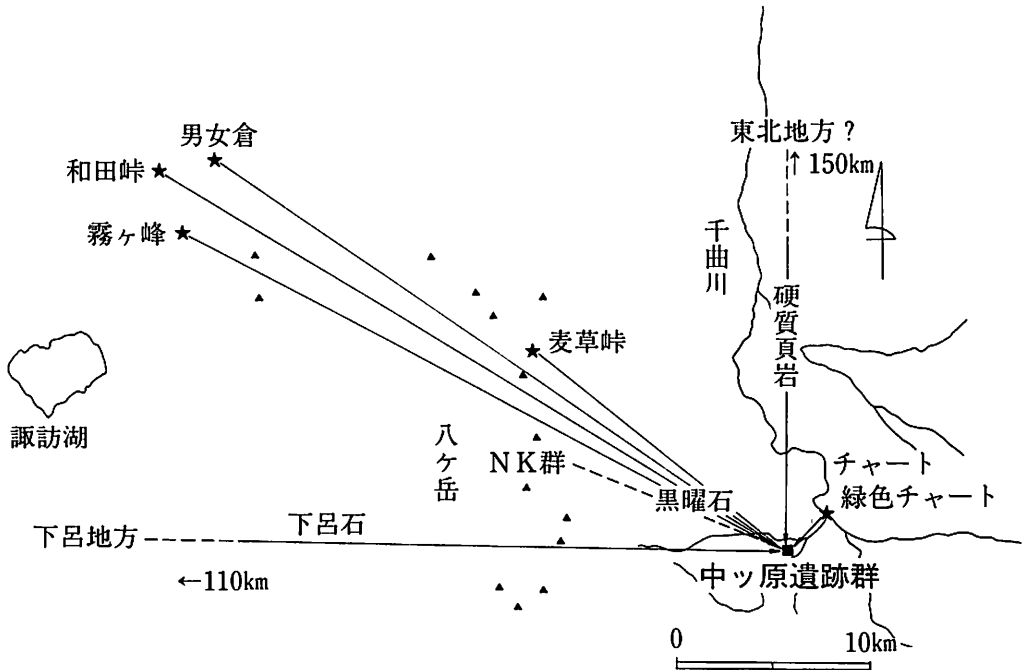 男女倉
和田峠
霧ヶ峰
東北地方？
↑150km
千曲川
硬質頁岩
麦草峠
諏訪湖
八ヶ岳
NK群
黒曜石
チャート
緑色チャート
下呂地方
下呂石
←110km
中ッ原遺跡群
0
10km